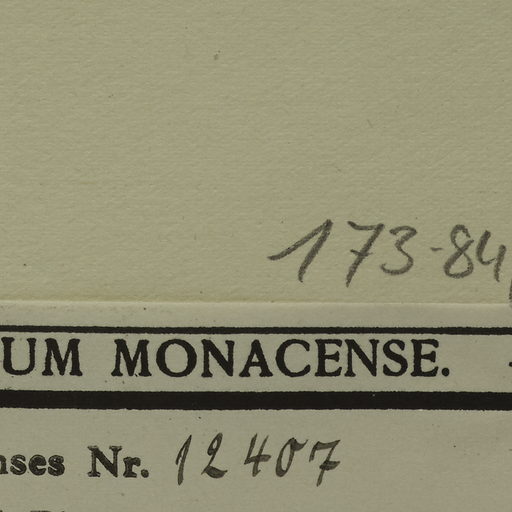 173-84
UM MONACENSE.
nses Nr. 12407